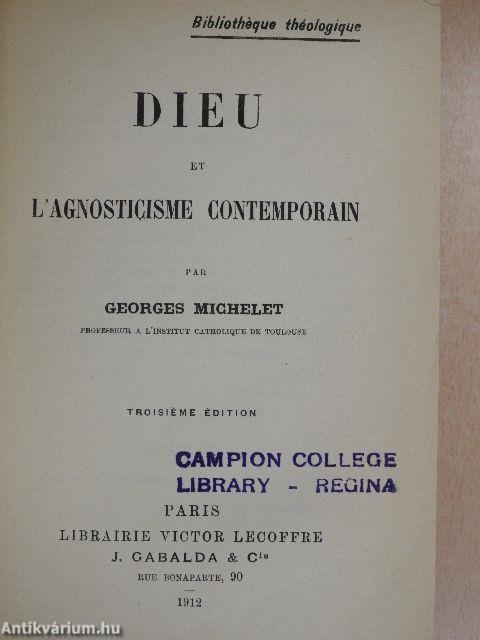 Bibliothèque théologique
DIEU
ET
L'AGNOSTICISME CONTEMPORAIN
PAR
GEORGES MICHELET
PROFESSEUR A L'INSTITUT CATHOLIQUE DE TOULOUSE
TROISIÈME ÉDITION
CAMPION COLLEGE
LIBRARY - REGINA
PARIS
LIBRAIRIE VICTOR LECOFFRE
J. GABALDA & Cie
RUE BONAPARTE, 90
1912
Antikvárium.hu